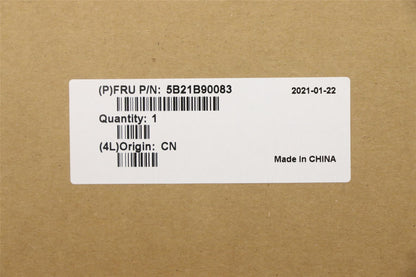 (P)FRU P/N: 5B21B90083
2021-01-22
Quantity: 1
(4L)Origin: CN
Made In CHINA